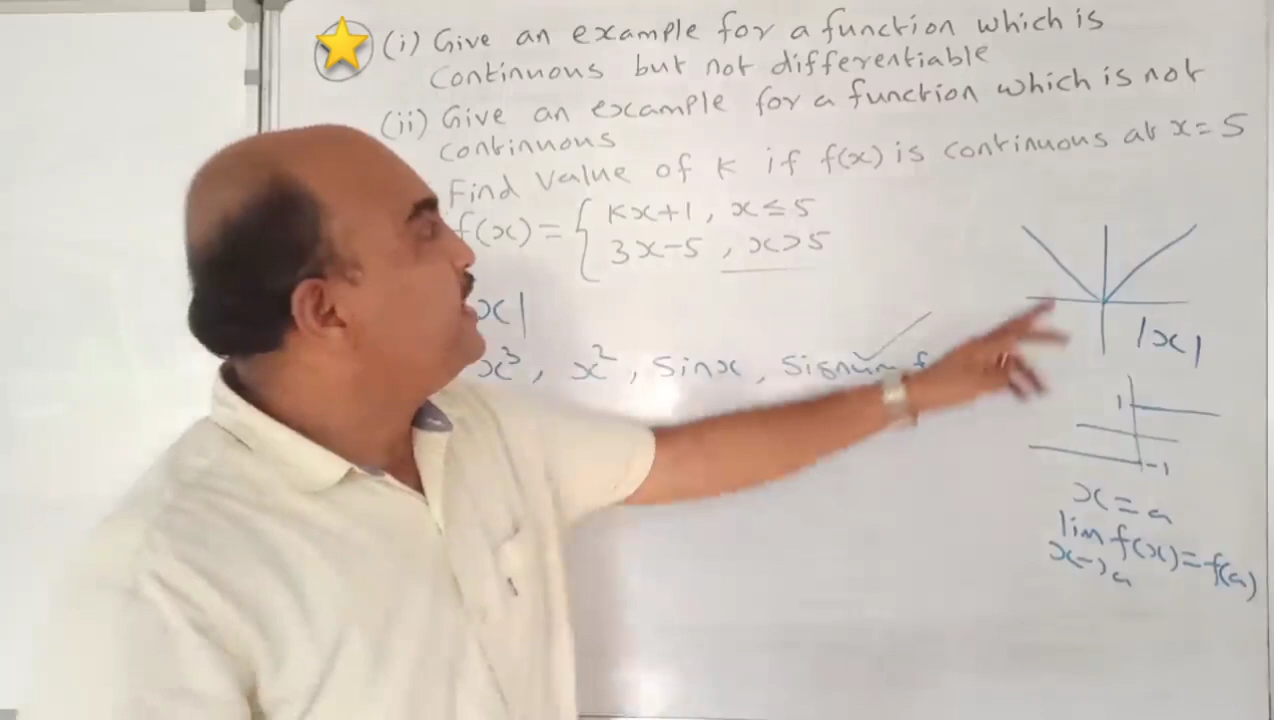 (i) Give an example for a function which is
continuous but not differentiable
(ii) Give an example for a function which is not
continuous
Find value of K if f(x) is continuous at x=5
f(x) = { Kx+1, x≤5
3x-5, x>5
x|
x³, x², Sinx, Signum f
|x|
1
-1
x=a
lim f(x)=f(a)
x->a